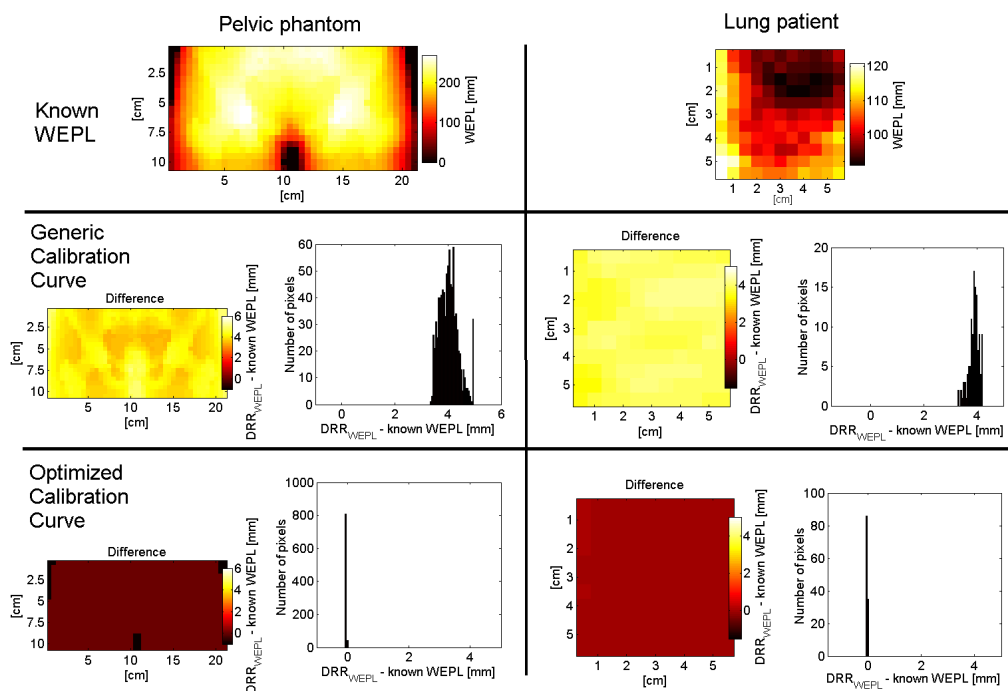 Pelvic phantom
Lung patient
Known
WEPL
2.5
5
7.5
10
[cm]
5
10
15
20
[cm]
200
100
0
WEPL [mm]
1
2
3
4
5
[cm]
1
2
3
4
5
[cm]
120
110
100
WEPL [mm]
Generic
Calibration
Curve
Difference
2.5
5
7.5
10
[cm]
5
10
15
20
[cm]
6
4
2
0
DRR_WEPL - known WEPL [mm]
60
50
40
30
20
10
0
Number of pixels
0
2
4
6
DRR_WEPL - known WEPL [mm]
Difference
1
2
3
4
5
[cm]
1
2
3
4
5
[cm]
4
2
0
DRR_WEPL - known WEPL [mm]
20
15
10
5
0
Number of pixels
0
2
4
DRR_WEPL - known WEPL [mm]
Optimized
Calibration
Curve
Difference
2.5
5
7.5
10
[cm]
5
10
15
20
[cm]
6
4
2
0
DRR_WEPL - known WEPL [mm]
1000
800
600
400
200
0
Number of pixels
0
2
4
DRR_WEPL - known WEPL [mm]
Difference
1
2
3
4
5
[cm]
1
2
3
4
5
[cm]
4
2
0
DRR_WEPL - known WEPL [mm]
100
80
60
40
20
0
Number of pixels
0
2
4
DRR_WEPL - known WEPL [mm]